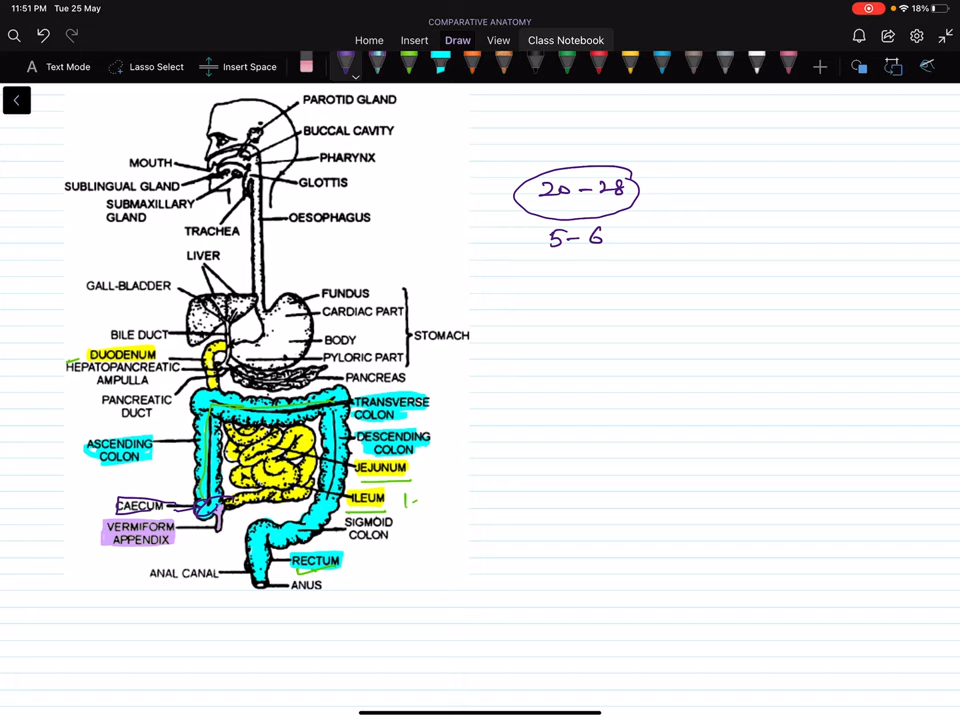 11:51 PM Tue 25 May
18%
COMPARATIVE ANATOMY
Home Insert Draw View Class Notebook
A Text Mode Lasso Select Insert Space
PAROTID GLAND
BUCCAL CAVITY
PHARYNX
MOUTH
GLOTTIS
SUBLINGUAL GLAND
SUBMAXILLARY
GLAND
OESOPHAGUS
TRACHEA
LIVER
GALL-BLADDER
FUNDUS
CARDIAC PART
BILE DUCT
STOMACH
BODY
DUODENUM
PYLORIC PART
HEPATOPANCREATIC
AMPULLA
PANCREAS
PANCREATIC
DUCT
TRANSVERSE
COLON
ASCENDING
COLON
DESCENDING
COLON
JEJUNUM
ILEUM
CAECUM
VERMIFORM
APPENDIX
SIGMOID
COLON
RECTUM
ANAL CANAL
ANUS
20 - 28
5 - 6